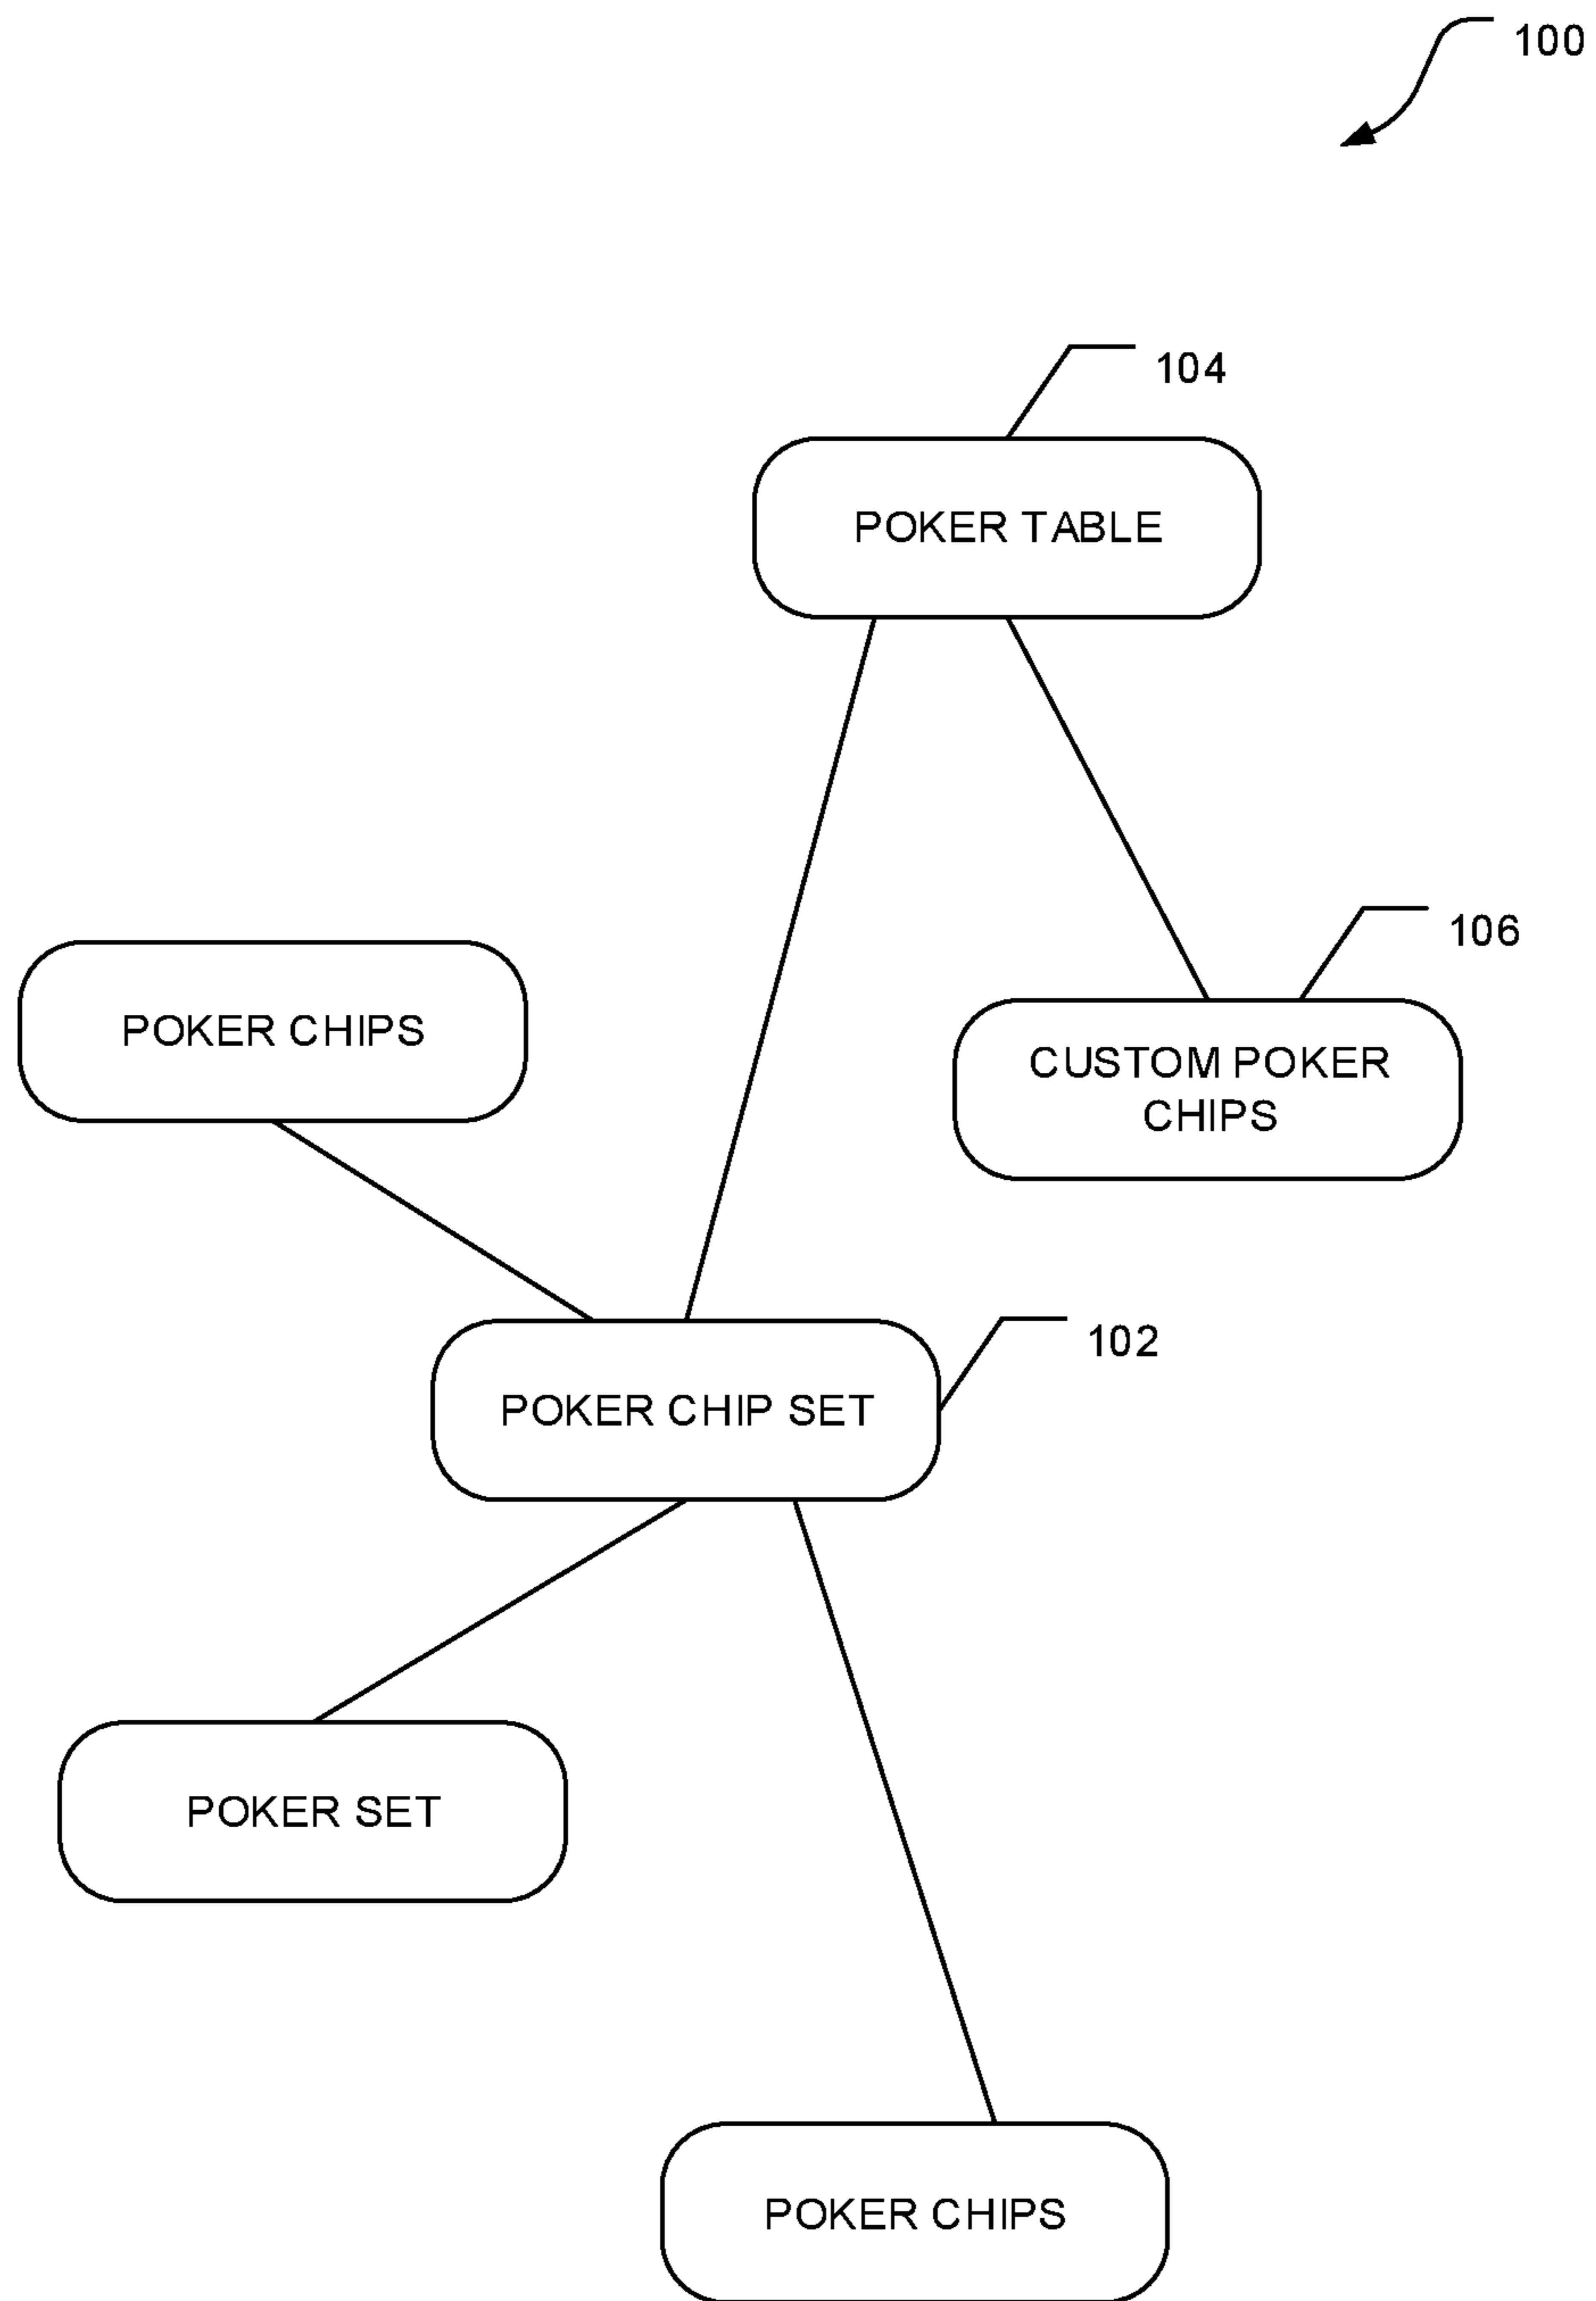 100
104
POKER TABLE
106
POKER CHIPS
CUSTOM POKER
CHIPS
102
POKER CHIP SET
POKER SET
POKER CHIPS